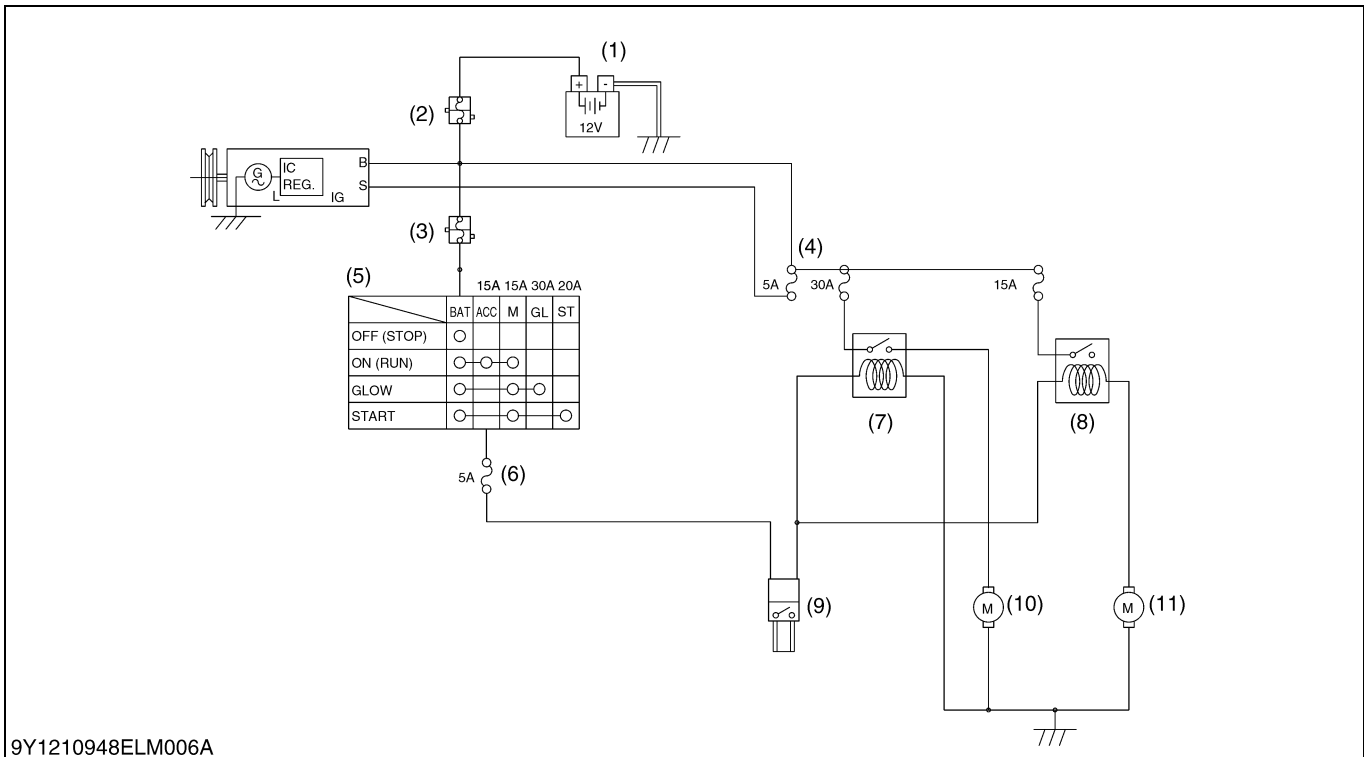 (1)
+ -
12V
(2)
B
S
G
IC
REG.
L
IG
(3)
(4)
5A
30A
15A
(5)
15A 15A 30A 20A
BAT ACC M GL ST
OFF (STOP)
ON (RUN)
GLOW
START
5A
(6)
(7)
(8)
(9)
M
(10)
M
(11)
9Y1210948ELM006A